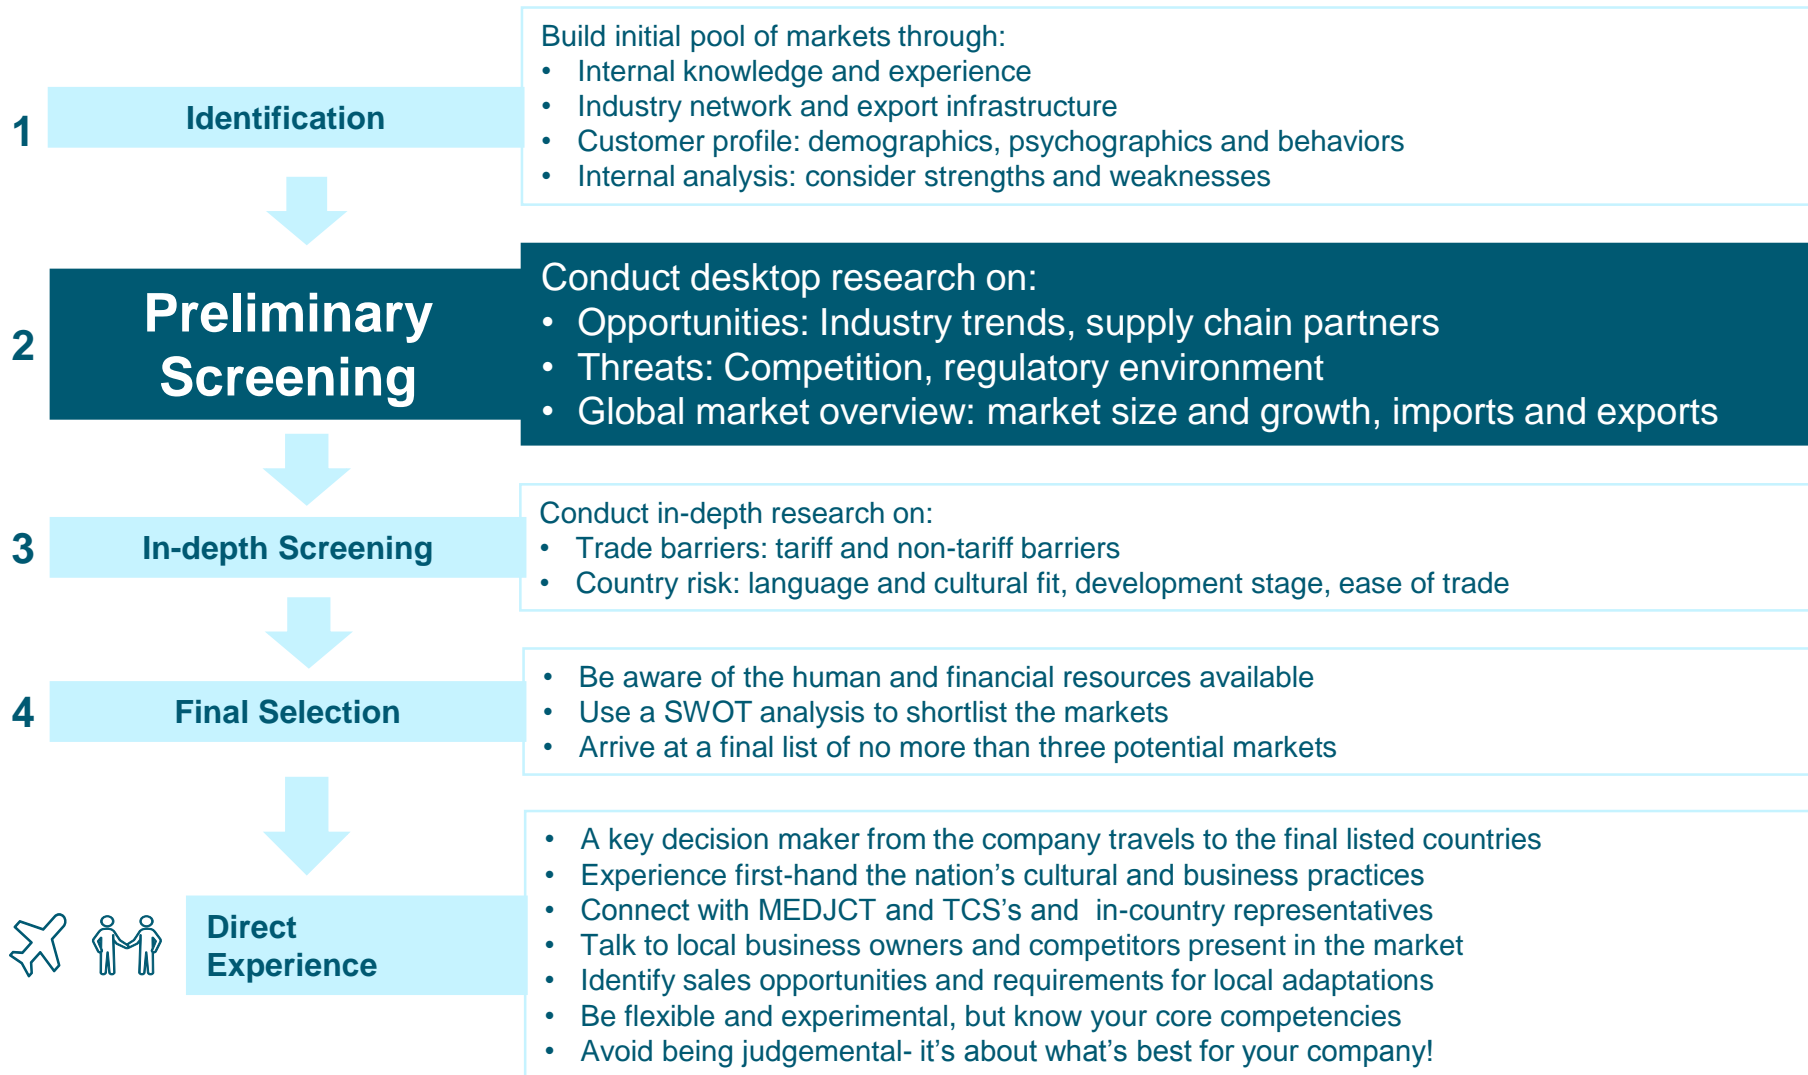 1
Identification
Build initial pool of markets through:
• Internal knowledge and experience
• Industry network and export infrastructure
• Customer profile: demographics, psychographics and behaviors
• Internal analysis: consider strengths and weaknesses
2
Preliminary
Screening
Conduct desktop research on:
• Opportunities: Industry trends, supply chain partners
• Threats: Competition, regulatory environment
• Global market overview: market size and growth, imports and exports
3
In-depth Screening
Conduct in-depth research on:
• Trade barriers: tariff and non-tariff barriers
• Country risk: language and cultural fit, development stage, ease of trade
4
Final Selection
• Be aware of the human and financial resources available
• Use a SWOT analysis to shortlist the markets
• Arrive at a final list of no more than three potential markets
Direct
Experience
• A key decision maker from the company travels to the final listed countries
• Experience first-hand the nation’s cultural and business practices
• Connect with MEDJCT and TCS’s and  in-country representatives
• Talk to local business owners and competitors present in the market
• Identify sales opportunities and requirements for local adaptations
• Be flexible and experimental, but know your core competencies
• Avoid being judgemental- it’s about what’s best for your company!